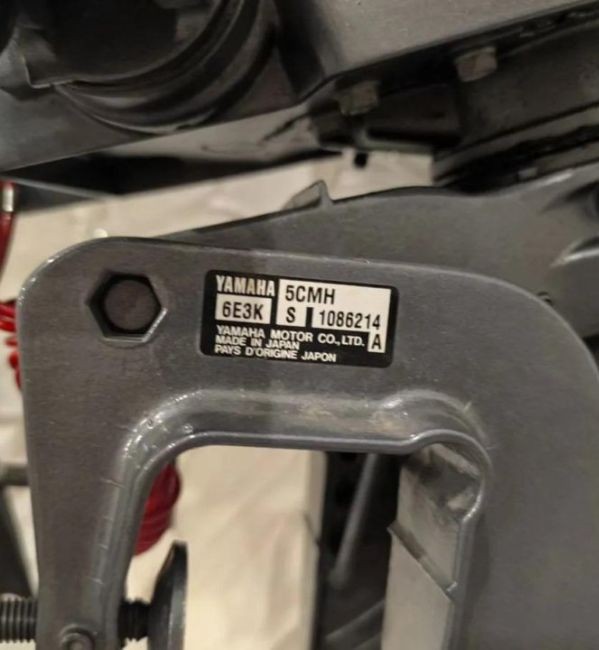 YAMAHA 5CMH
6E3K S 1086214
YAMAHA MOTOR CO., LTD. A
MADE IN JAPAN
PAYS D'ORIGINE JAPON